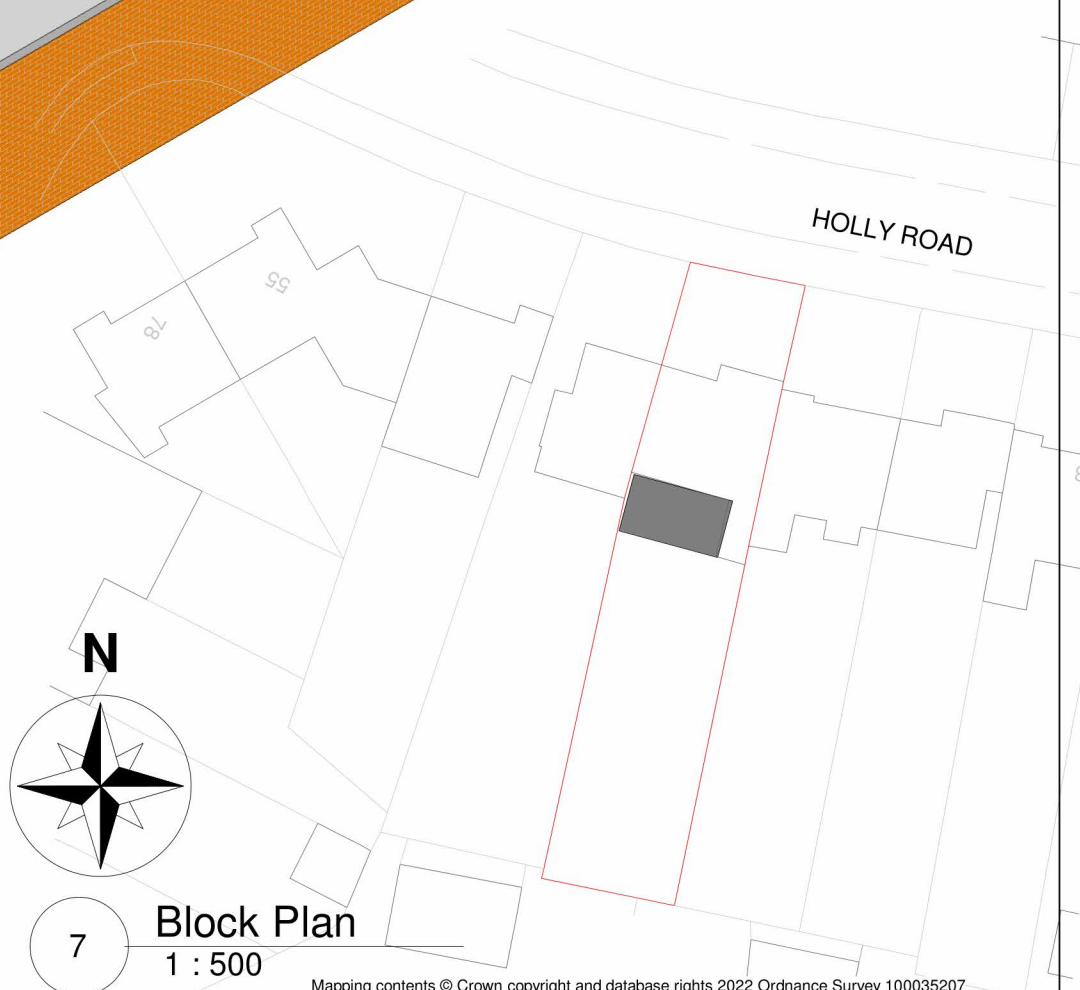 HOLLY ROAD
55
78
N
7
Block Plan
1 : 500
Mapping contents © Crown copyright and database rights 2022 Ordnance Survey 100035207